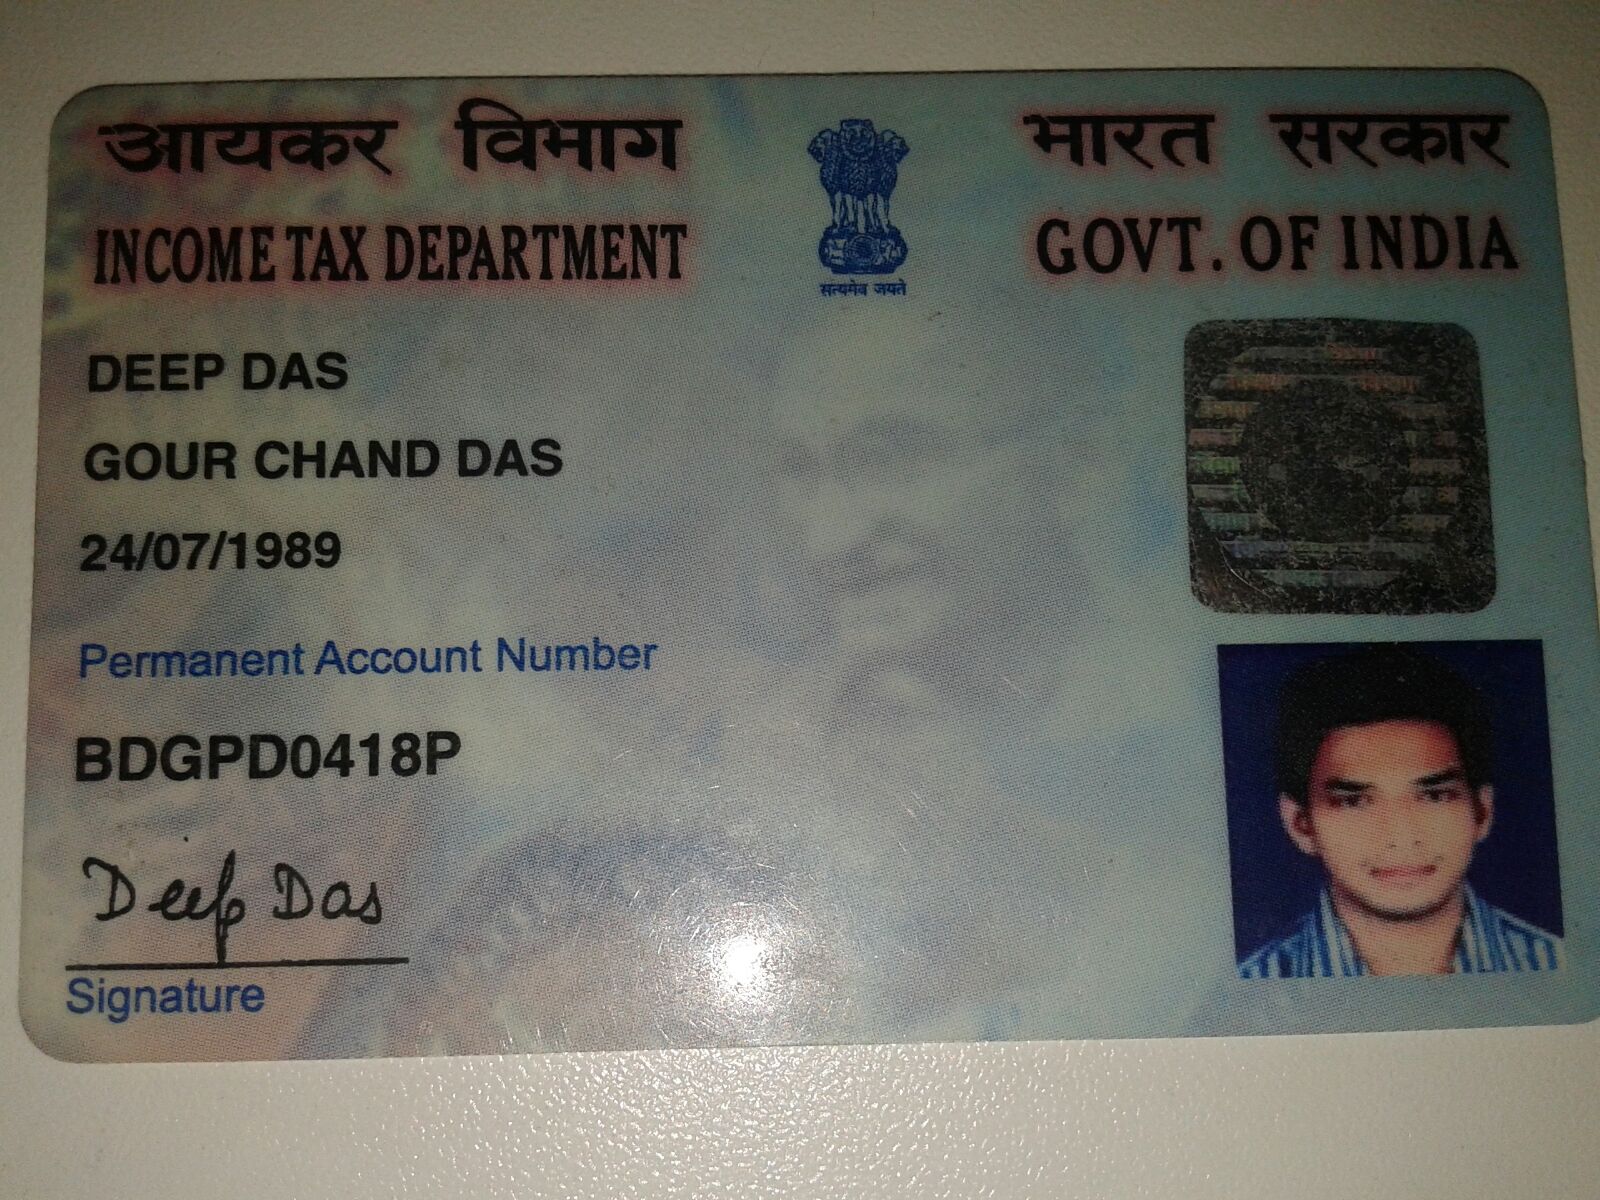 आयकर विभाग
भारत सरकार
INCOME TAX DEPARTMENT
GOVT. OF INDIA
सत्यमेव जयते
DEEP DAS
GOUR CHAND DAS
24/07/1989
Permanent Account Number
BDGPD0418P
Deep Das
Signature